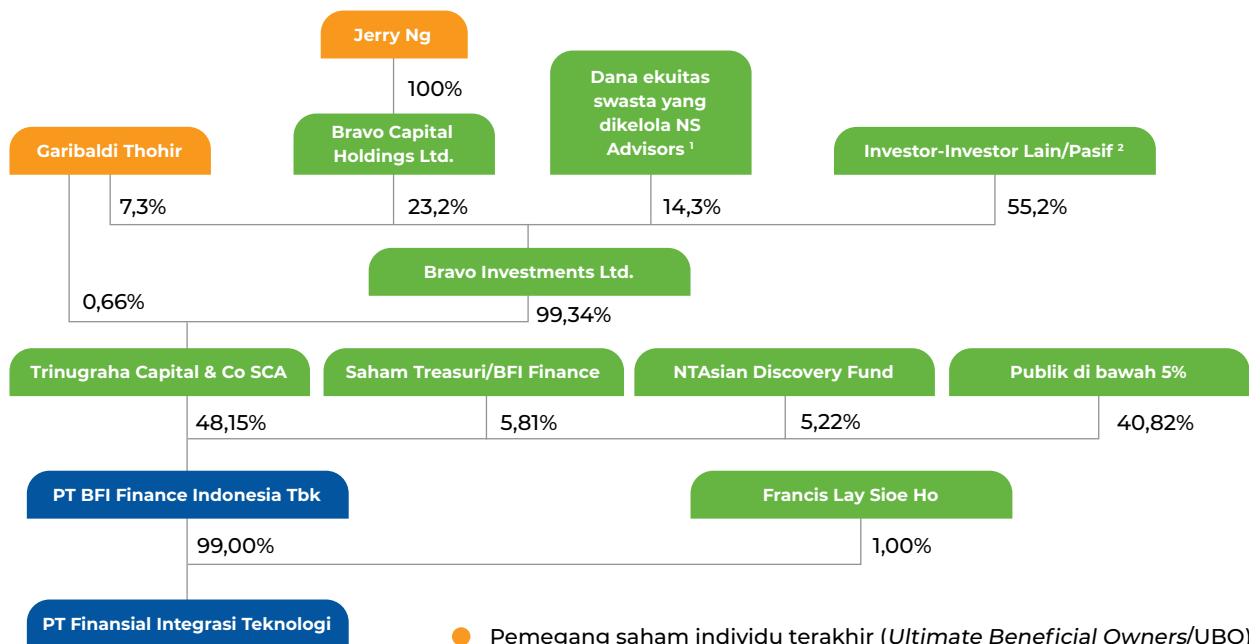 Jerry Ng
100%
Dana ekuitas
swasta yang
dikelola NS
Advisors ¹
Garibaldi Thohir
Bravo Capital
Holdings Ltd.
Investor-Investor Lain/Pasif ²
7,3%
23,2%
14,3%
55,2%
Bravo Investments Ltd.
0,66%
99,34%
Trinugraha Capital & Co SCA
Saham Treasuri/BFI Finance
NTAsian Discovery Fund
Publik di bawah 5%
48,15%
5,81%
5,22%
40,82%
PT BFI Finance Indonesia Tbk
Francis Lay Sioe Ho
99,00%
1,00%
PT Finansial Integrasi Teknologi
Pemegang saham individu terakhir (Ultimate Beneficial Owners/UBO)